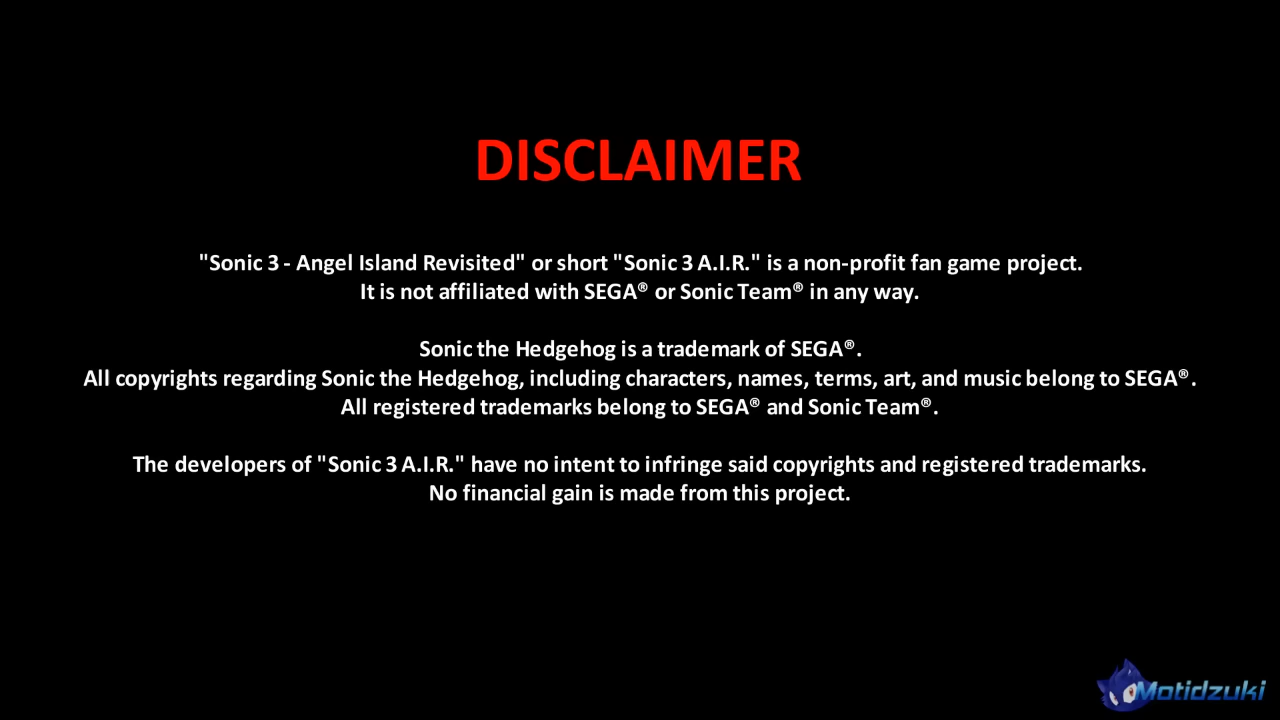 DISCLAIMER
"Sonic 3 - Angel Island Revisited" or short "Sonic 3 A.I.R." is a non-profit fan game project.
It is not affiliated with SEGA® or Sonic Team® in any way.
Sonic the Hedgehog is a trademark of SEGA®.
All copyrights regarding Sonic the Hedgehog, including characters, names, terms, art, and music belong to SEGA®.
All registered trademarks belong to SEGA® and Sonic Team®.
The developers of "Sonic 3 A.I.R." have no intent to infringe said copyrights and registered trademarks.
No financial gain is made from this project.
Motidzuki